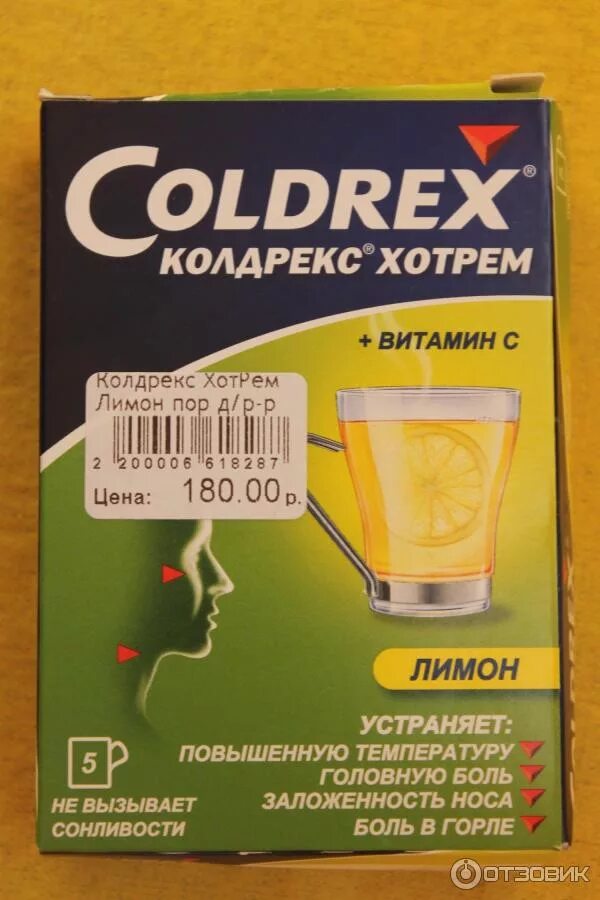 COLDREX®
КОЛДРЕКС® ХОТРЕМ
+ ВИТАМИН С
Колдрекс ХотРем
Лимон пор д/р-р
2 200006 618287
Цена: 180.00 р.
ЛИМОН
УСТРАНЯЕТ:
ПОВЫШЕННУЮ ТЕМПЕРАТУРУ
ГОЛОВНУЮ БОЛЬ
ЗАЛОЖЕННОСТЬ НОСА
БОЛЬ В ГОРЛЕ
5
НЕ ВЫЗЫВАЕТ
СОНЛИВОСТИ
ОТЗОВИК